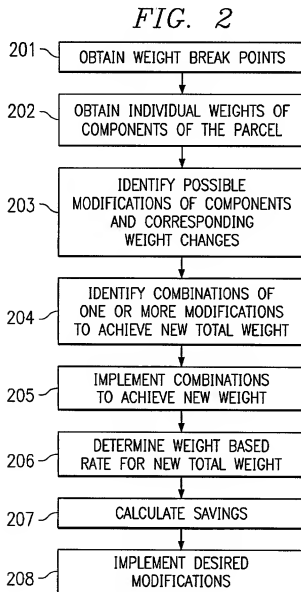 FIG. 2
201
OBTAIN WEIGHT BREAK POINTS
202
OBTAIN INDIVIDUAL WEIGHTS OF
COMPONENTS OF THE PARCEL
203
IDENTIFY POSSIBLE
MODIFICATIONS OF COMPONENTS
AND CORRESPONDING
WEIGHT CHANGES
204
IDENTIFY COMBINATIONS OF
ONE OR MORE MODIFICATIONS
TO ACHIEVE NEW TOTAL WEIGHT
205
IMPLEMENT COMBINATIONS
TO ACHIEVE NEW WEIGHT
206
DETERMINE WEIGHT BASED
RATE FOR NEW TOTAL WEIGHT
207
CALCULATE SAVINGS
208
IMPLEMENT DESIRED
MODIFICATIONS